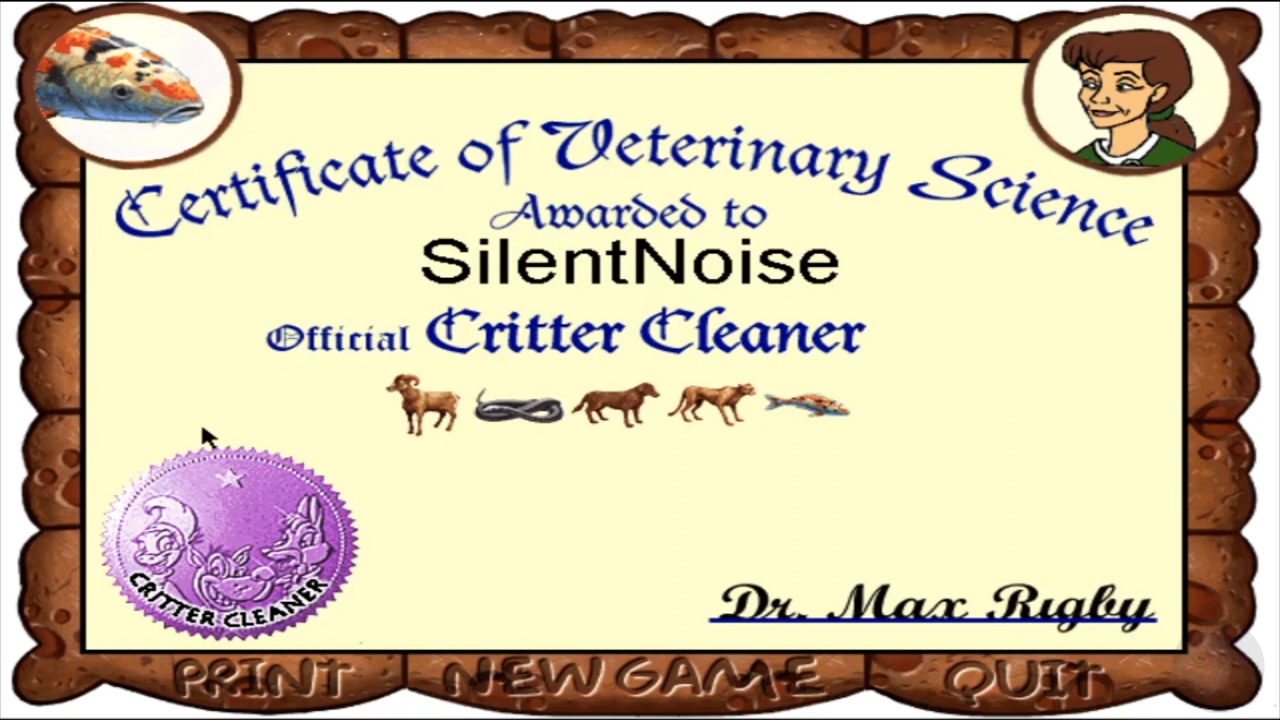 Certificate of Veterinary Science
Awarded to
SilentNoise
Official Critter Cleaner
CRITTER CLEANER
Dr. Max Rigby
PRINT NEW GAME QUIT